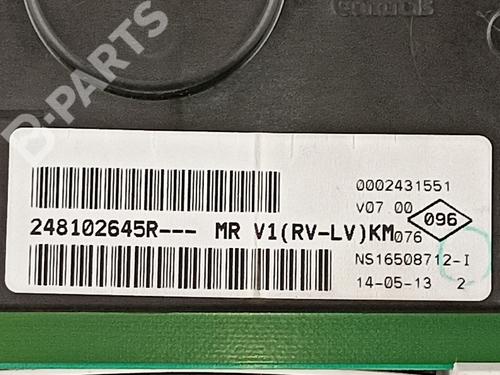 B-PARTS
0002431551
V07 00
096
248102645R--- MR V1(RV-LV)KM
076
NS16508712-I
14-05-13 2